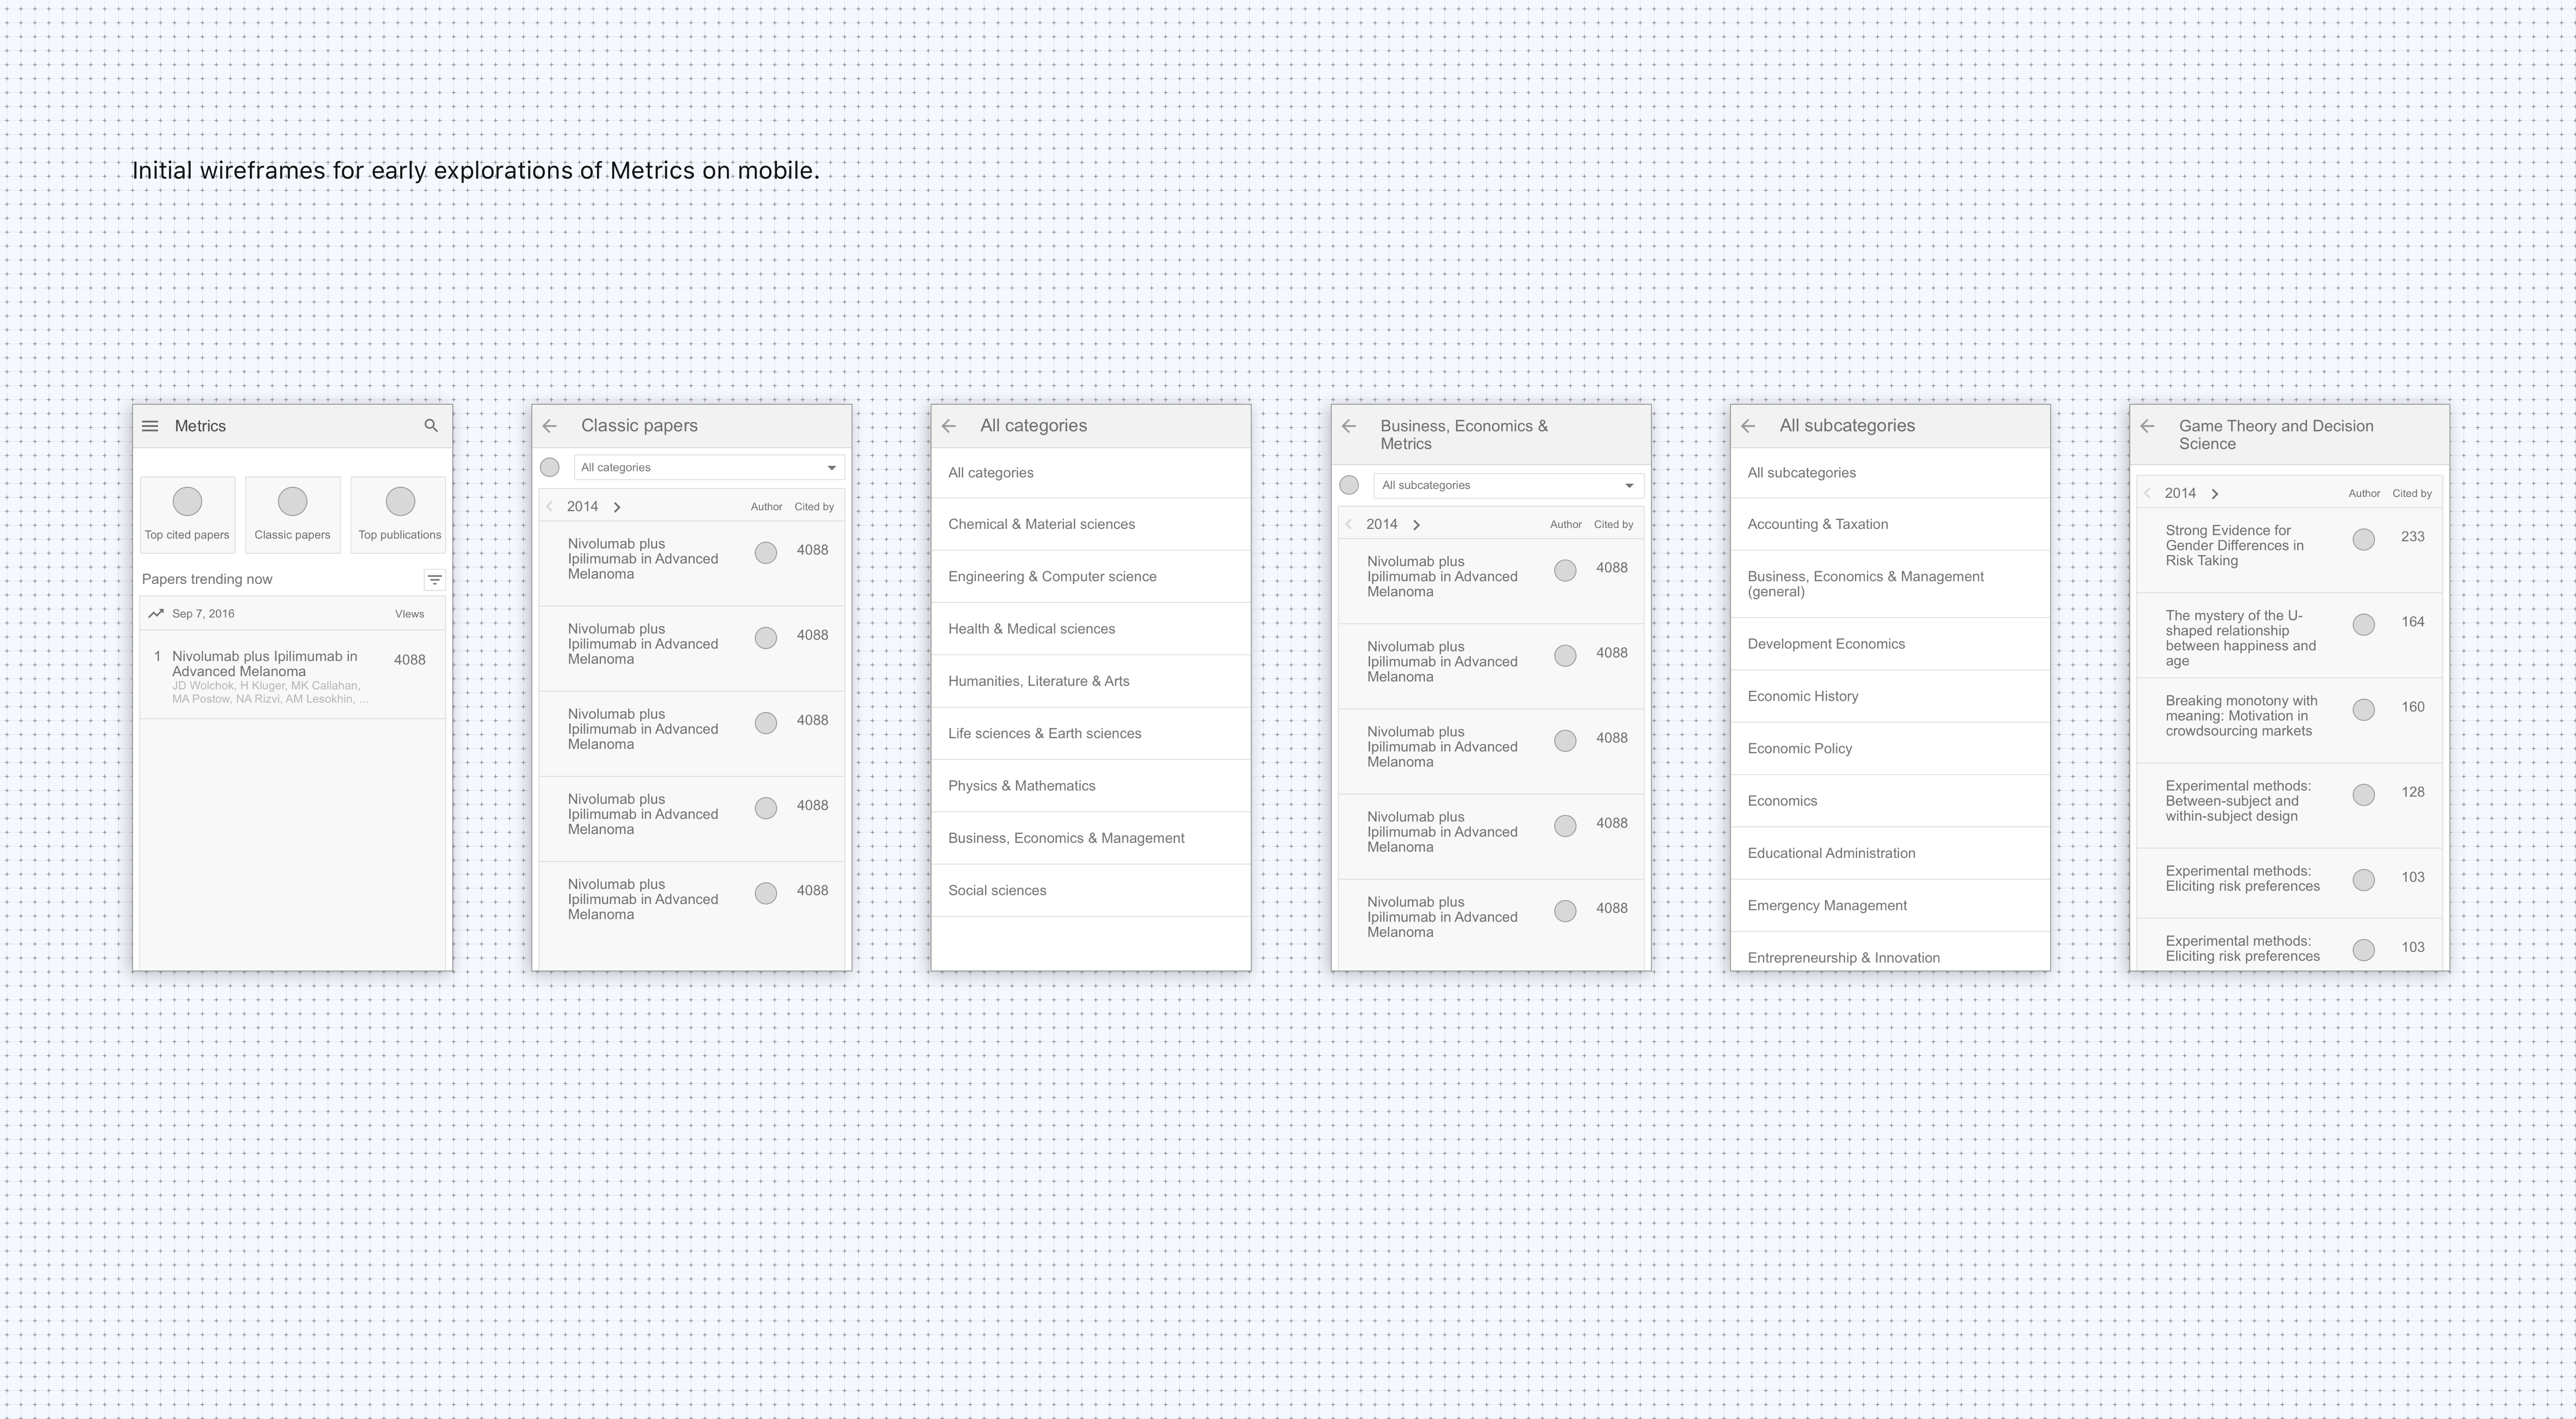 Initial wireframes for early explorations of Metrics on mobile.
Metrics
Top cited papers
Classic papers
Top publications
Papers trending now
Sep 7, 2016
VIews
1
Nivolumab plus Ipilimumab in
Advanced Melanoma
4088
JD Wolchok, H Kluger, MK Callahan,
MA Postow, NA Rizvi, AM Lesokhin, ...
Classic papers
All categories
2014
Author
Cited by
Nivolumab plus
Ipilimumab in Advanced
Melanoma
4088
Nivolumab plus
Ipilimumab in Advanced
Melanoma
4088
Nivolumab plus
Ipilimumab in Advanced
Melanoma
4088
Nivolumab plus
Ipilimumab in Advanced
Melanoma
4088
Nivolumab plus
Ipilimumab in Advanced
Melanoma
4088
All categories
All categories
Chemical & Material sciences
Engineering & Computer science
Health & Medical sciences
Humanities, Literature & Arts
Life sciences & Earth sciences
Physics & Mathematics
Business, Economics & Management
Social sciences
Business, Economics &
Metrics
All subcategories
2014
Author
Cited by
Nivolumab plus
Ipilimumab in Advanced
Melanoma
4088
Nivolumab plus
Ipilimumab in Advanced
Melanoma
4088
Nivolumab plus
Ipilimumab in Advanced
Melanoma
4088
Nivolumab plus
Ipilimumab in Advanced
Melanoma
4088
Nivolumab plus
Ipilimumab in Advanced
Melanoma
4088
All subcategories
All subcategories
Accounting & Taxation
Business, Economics & Management
(general)
Development Economics
Economic History
Economic Policy
Economics
Educational Administration
Emergency Management
Entrepreneurship & Innovation
Game Theory and Decision
Science
2014
Author
Cited by
Strong Evidence for
Gender Differences in
Risk Taking
233
The mystery of the U-
shaped relationship
between happiness and
age
164
Breaking monotony with
meaning: Motivation in
crowdsourcing markets
160
Experimental methods:
Between-subject and
within-subject design
128
Experimental methods:
Eliciting risk preferences
103
Experimental methods:
Eliciting risk preferences
103